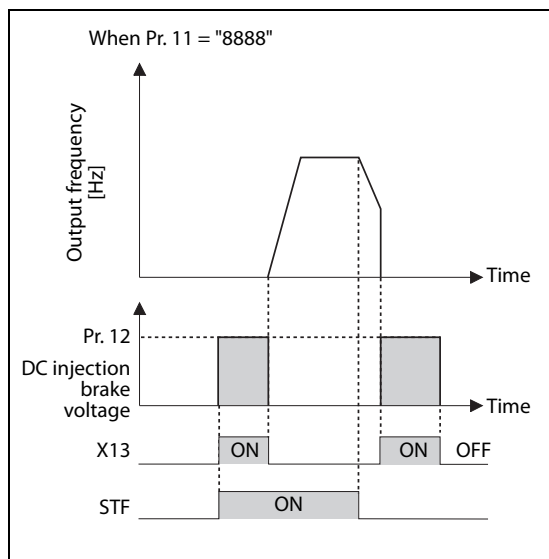 When Pr. 11 = "8888"
Output frequency
[Hz]
Time
Pr. 12
DC injection
brake
voltage
Time
X13
ON
ON
OFF
STF
ON